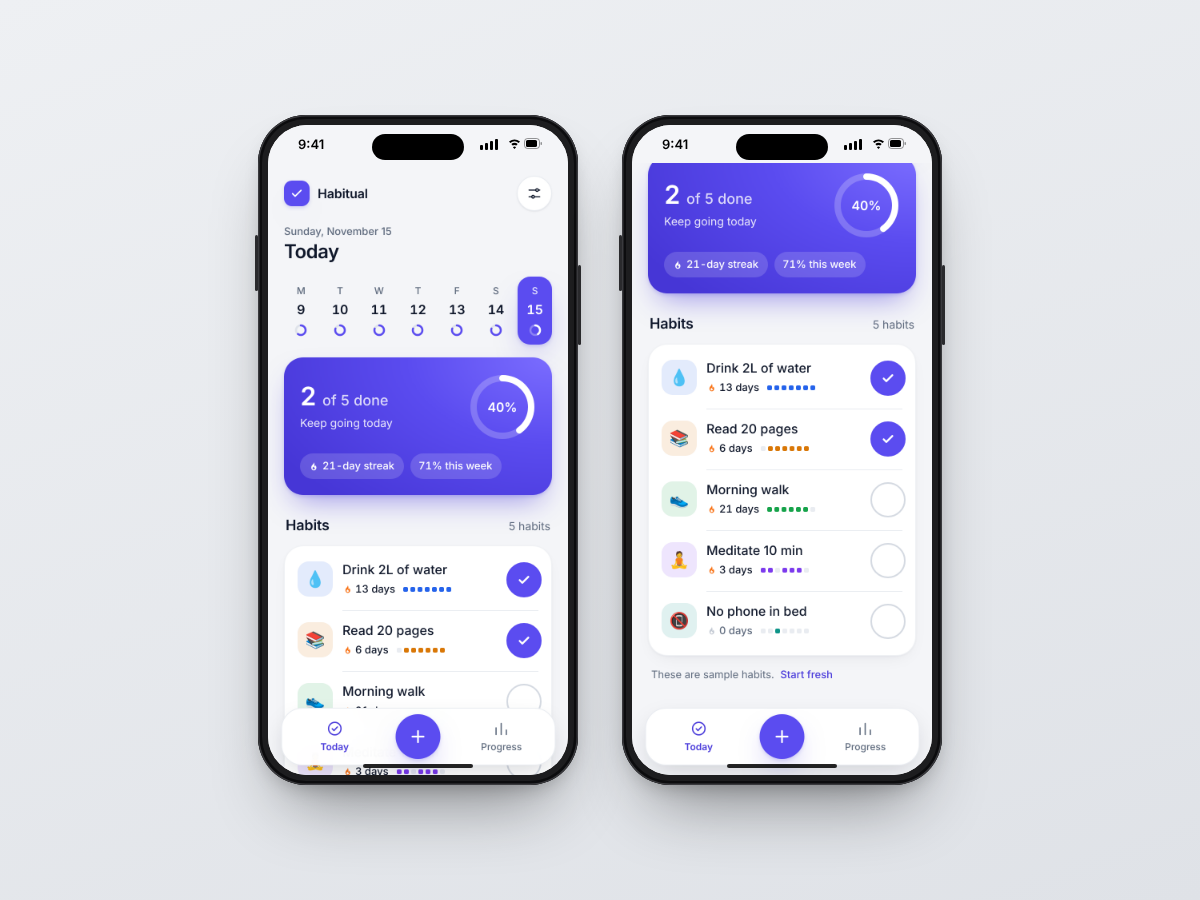 9:41
Habitual
Sunday, November 15
Today
M T W T F S S
9 10 11 12 13 14 15
2 of 5 done
Keep going today
40%
21-day streak 71% this week
Habits 5 habits
Drink 2L of water
13 days
Read 20 pages
6 days
Morning walk
Today Progress
3 days
9:41
2 of 5 done
Keep going today
40%
21-day streak 71% this week
Habits 5 habits
Drink 2L of water
13 days
Read 20 pages
6 days
Morning walk
21 days
Meditate 10 min
3 days
No phone in bed
0 days
These are sample habits. Start fresh
Today Progress